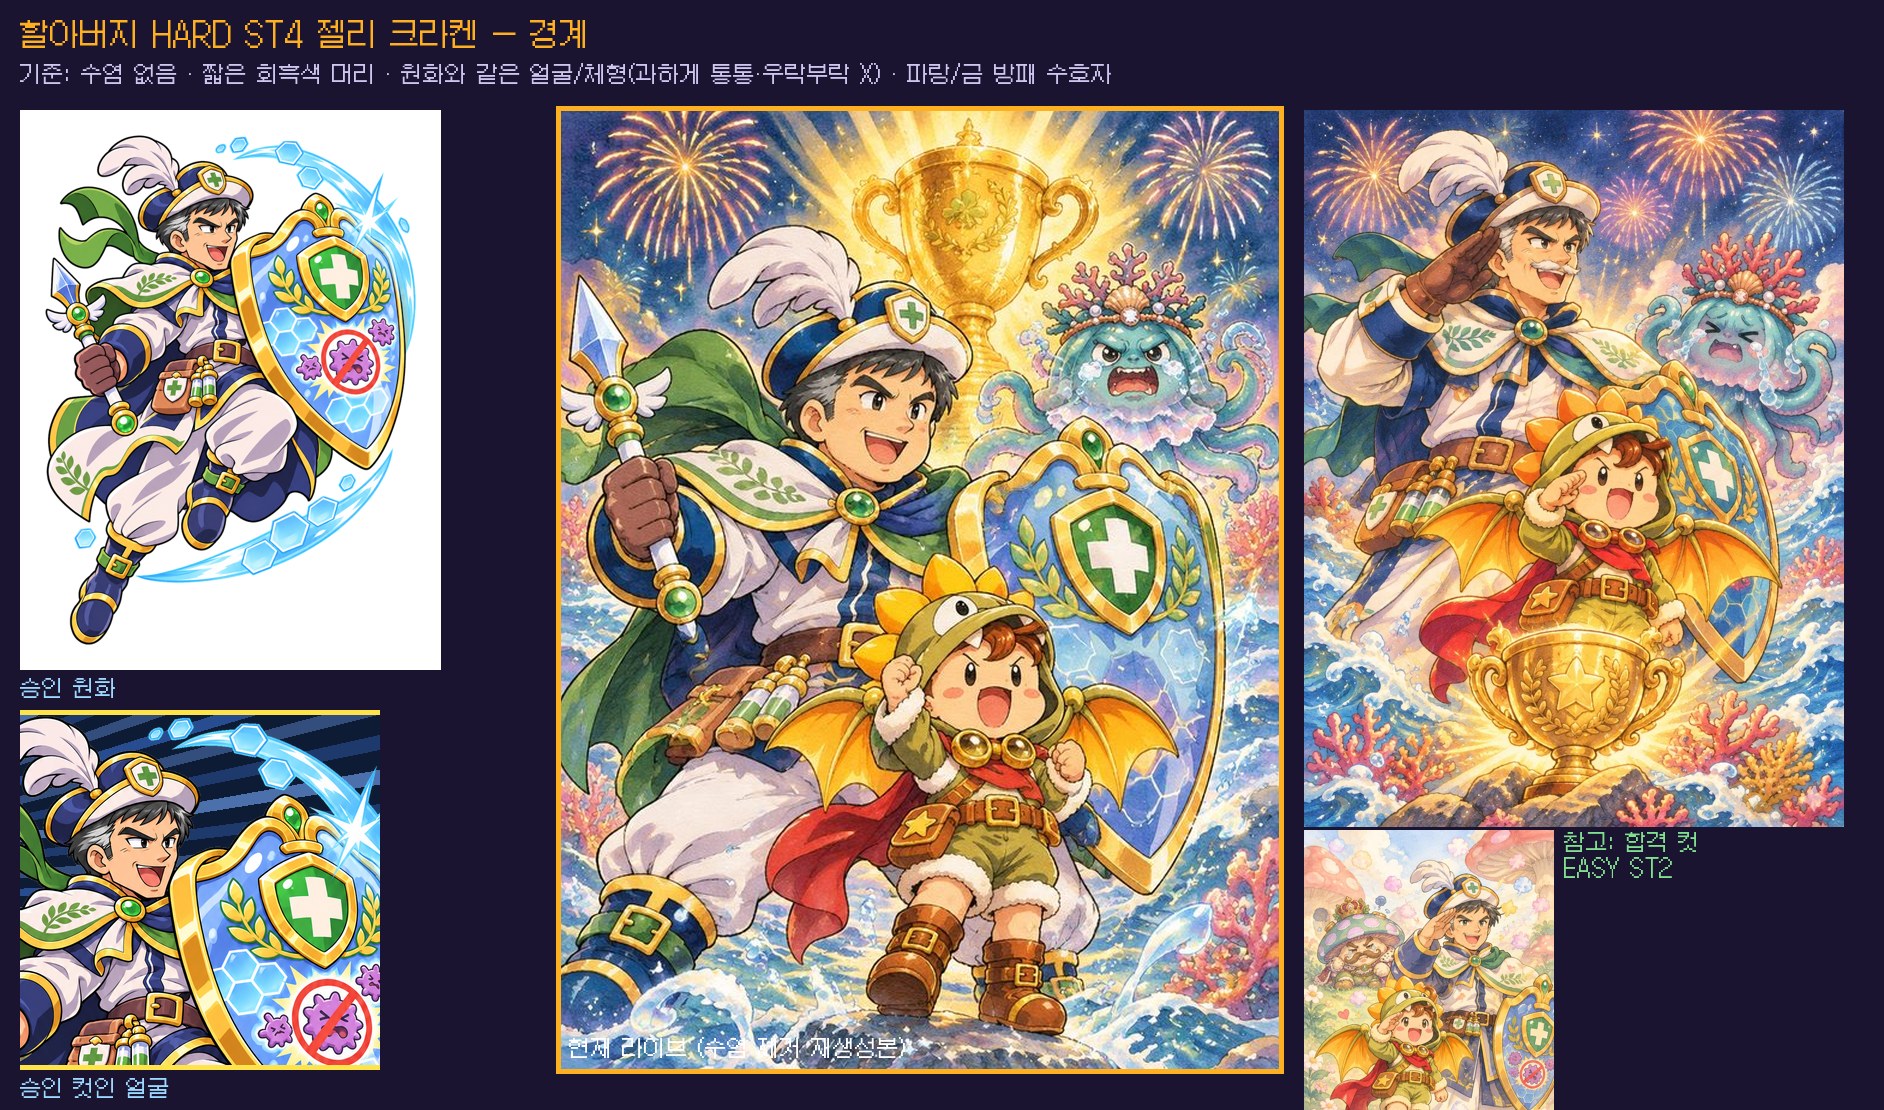 할아버지 HARD ST4 젤리 크라켄 — 경계
기준: 수염 없음 · 짧은 회흑색 머리 · 원화와 같은 얼굴/체형(과하게 통통·우락부락 X) · 파랑/금 방패 수호자
승인 원화
승인 컷인 얼굴
현재 라이브 (수염 제거 재생성본)
참고: 합격 컷
EASY ST2